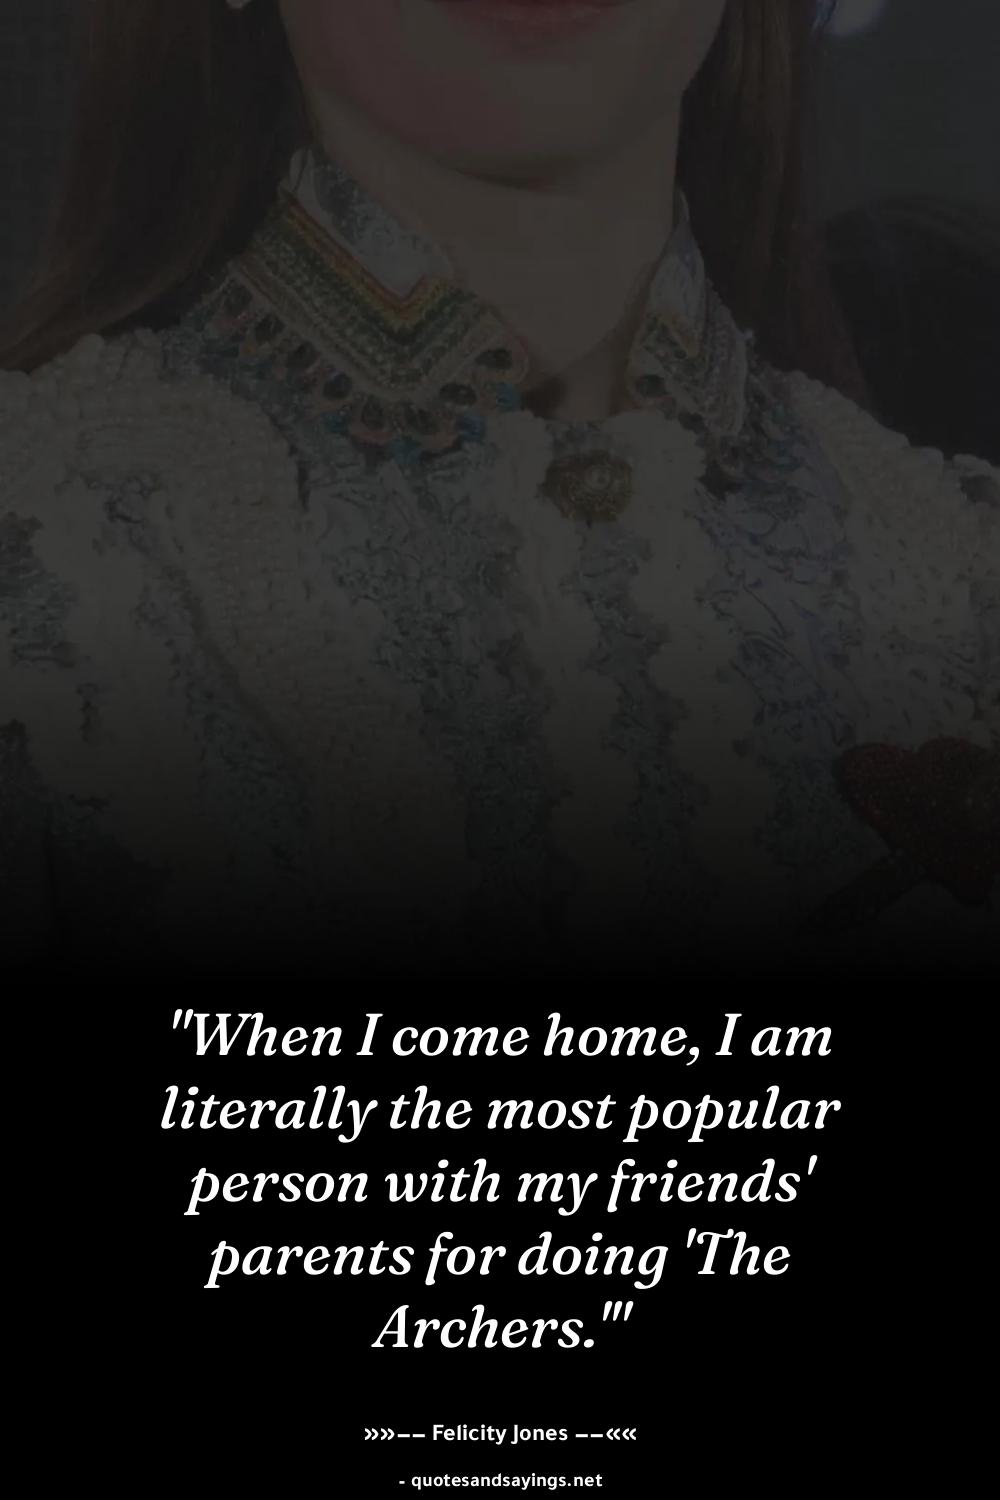 "When I come home, I am
literally the most popular
person with my friends'
parents for doing 'The
Archers.'"
»»–– Felicity Jones ––««
- quotesandsayings.net